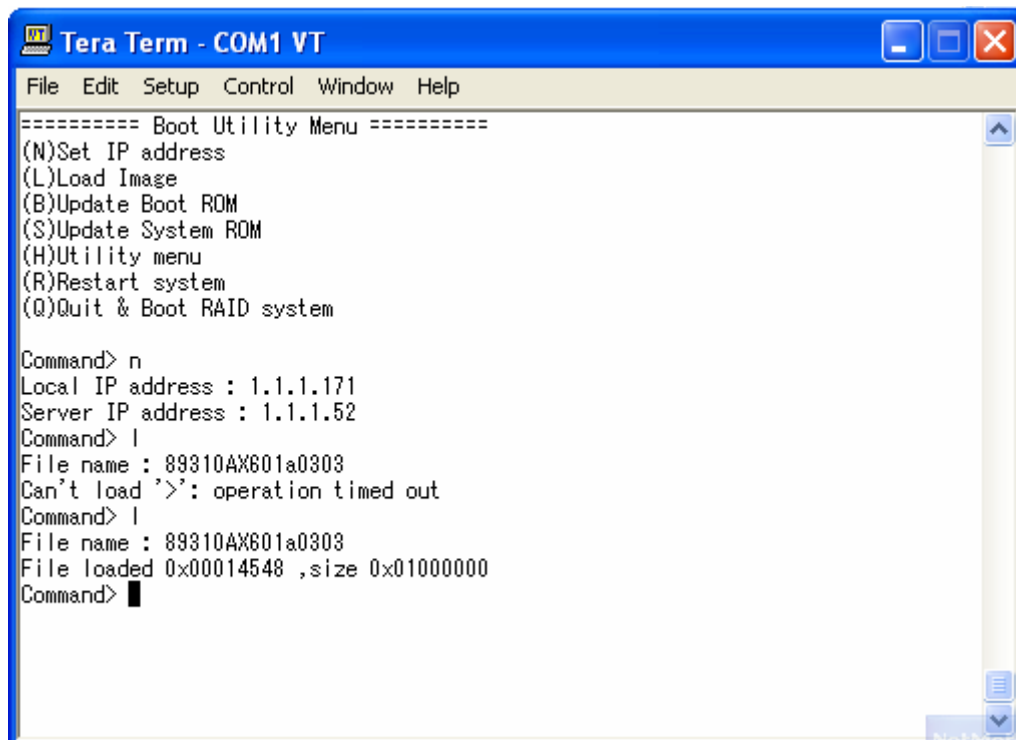 Tera Term - COM1 VT
File Edit Setup Control Window Help
========== Boot Utility Menu ==========
(N)Set IP address
(L)Load Image
(B)Update Boot ROM
(S)Update System ROM
(H)Utility menu
(R)Restart system
(Q)Quit & Boot RAID system
Command> n
Local IP address : 1.1.1.171
Server IP address : 1.1.1.52
Command> l
File name : 89310AX601a0303
Can't load '>': operation timed out
Command> l
File name : 89310AX601a0303
File loaded 0x00014548 ,size 0x01000000
Command>